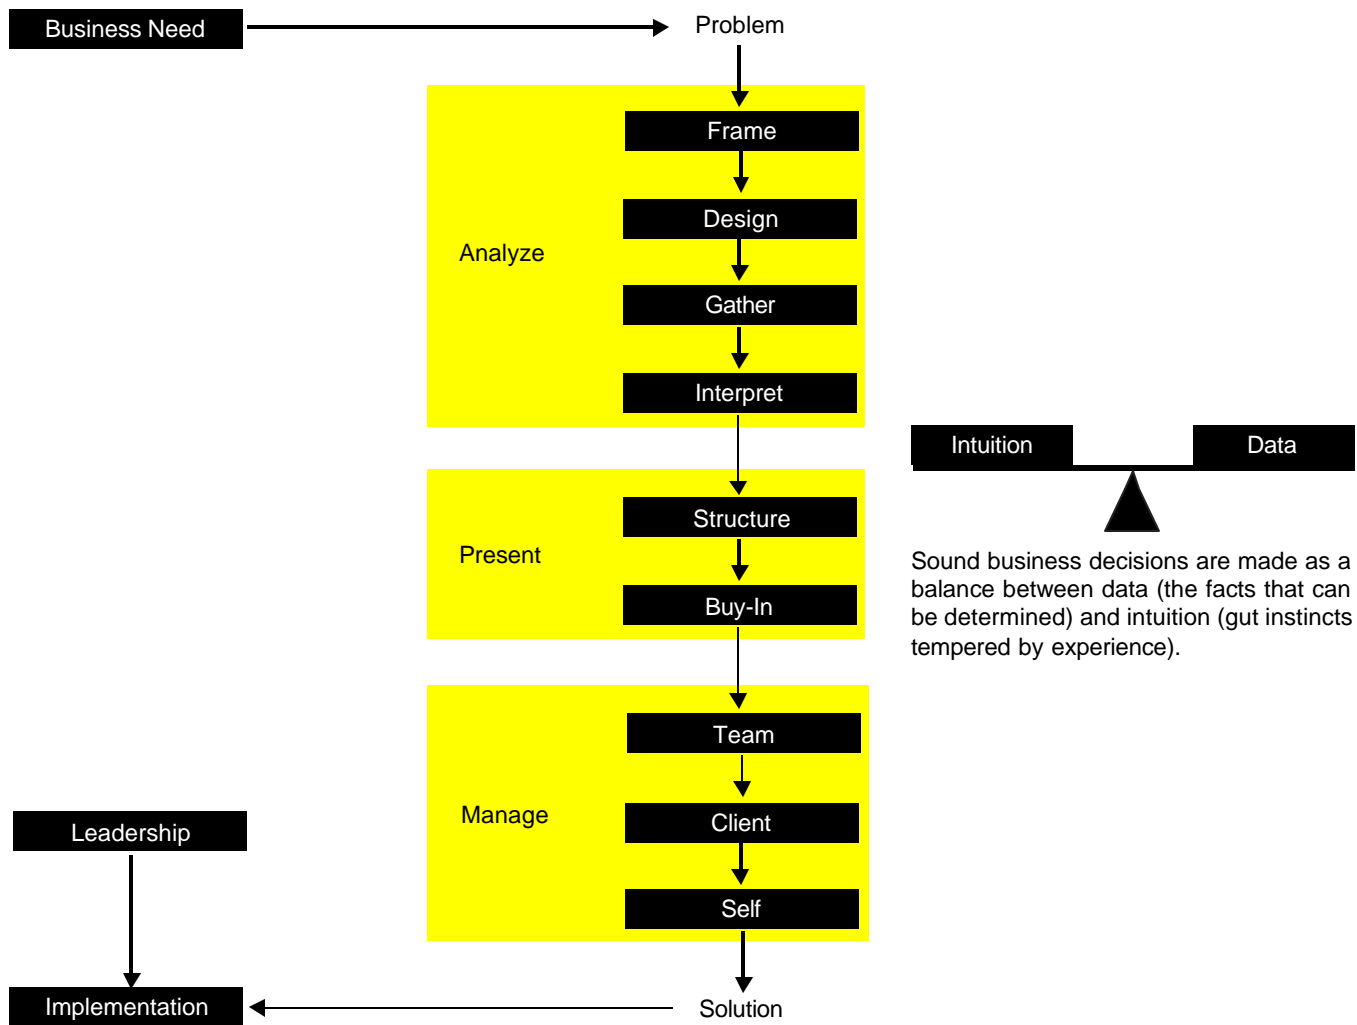 Business Need
Problem
Frame
Design
Analyze
Gather
Interpret
Intuition
Data
Structure
Present
Buy-In
Sound business decisions are made as a
balance between data (the facts that can
be determined) and intuition (gut instincts
tempered by experience).
Team
Manage
Client
Leadership
Self
Implementation
Solution